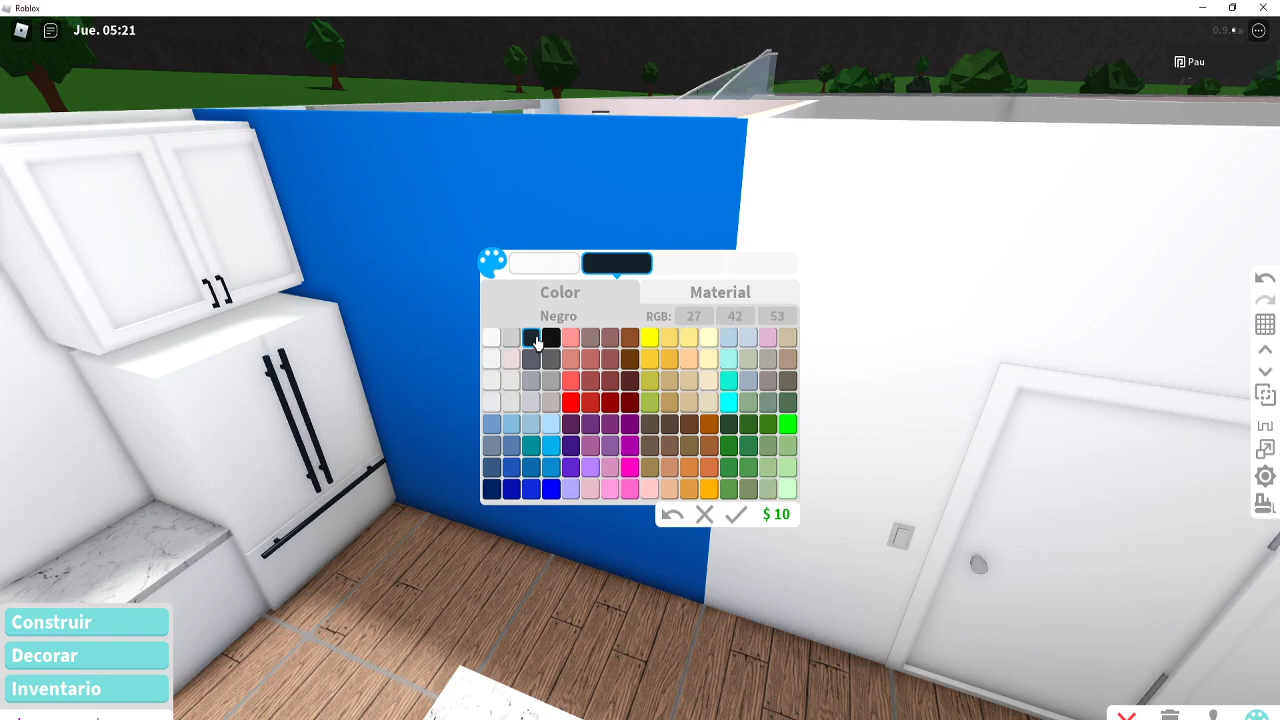 Roblox
Jue. 05:21
Pau
Color
Material
Negro
RGB: 27 42 53
$ 10
Construir
Decorar
Inventario